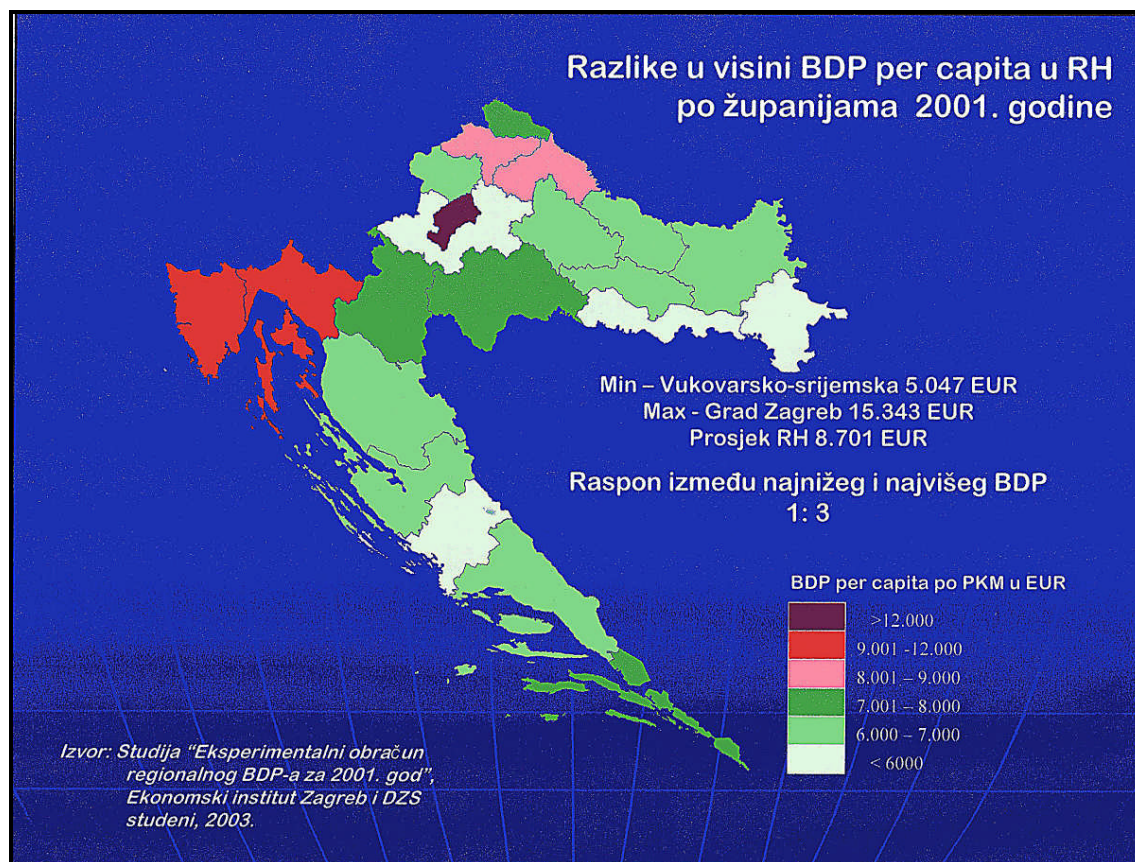 Razlike u visini BDP per capita u RH
po županijama 2001. godine
Min – Vukovarsko-srijemska 5.047 EUR
Max - Grad Zagreb 15.343 EUR
Prosjek RH 8.701 EUR
Raspon između najnižeg i najvišeg BDP
1: 3
BDP per capita po PKM u EUR
>12.000
9.001 -12.000
8.001 – 9.000
7.001 – 8.000
6.000 – 7.000
< 6000
Izvor: Studija “Eksperimentalni obračun
regionalnog BDP-a za 2001. god”,
Ekonomski institut Zagreb i DZS
studeni, 2003.